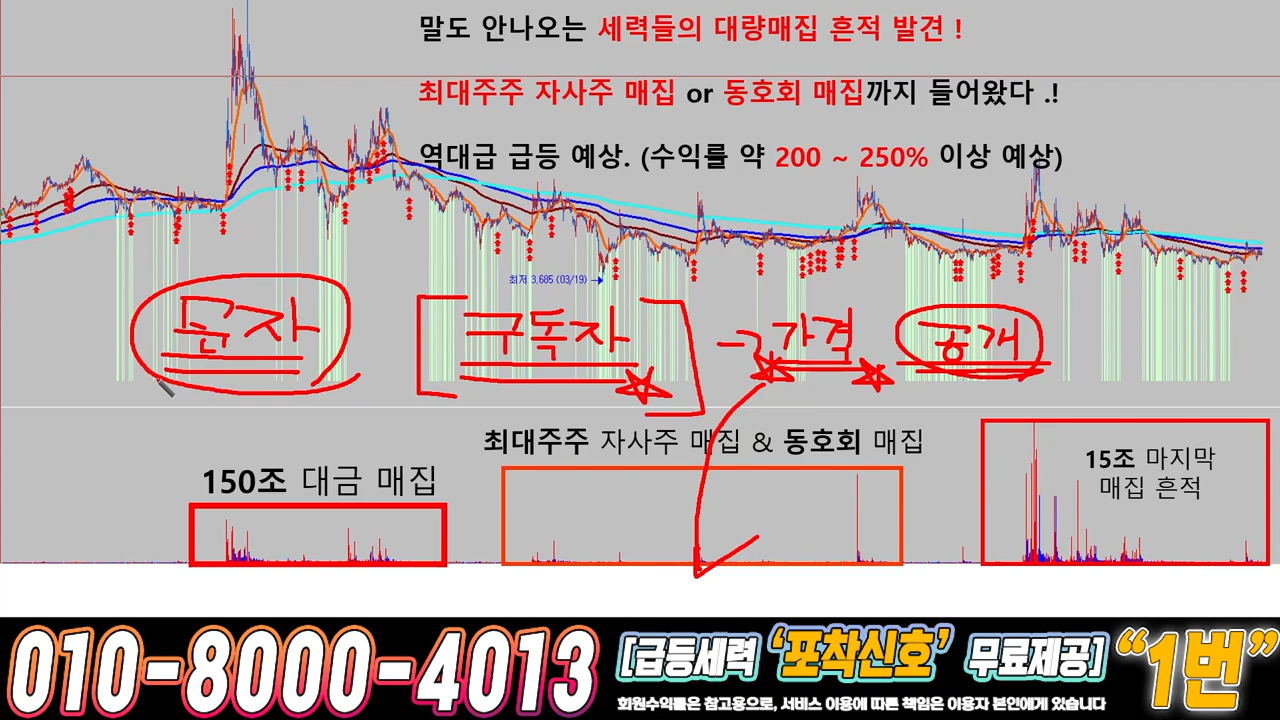 말도 안나오는 세력들의 대량매집 흔적 발견 !
최대주주 자사주 매집 or 동호회 매집까지 들어왔다 .!
역대급 급등 예상. (수익률 약 200 ~ 250% 이상 예상)
최저 3,685 (03/19)
문자 구독자 가격 공개
최대주주 자사주 매집 & 동호회 매집
150조 대금 매집
15조 마지막
매집 흔적
010-8000-4013 [급등세력 '포착신호' 무료제공] "1번"
회원수익률은 참고용으로, 서비스 이용에 따른 책임은 이용자 본인에게 있습니다